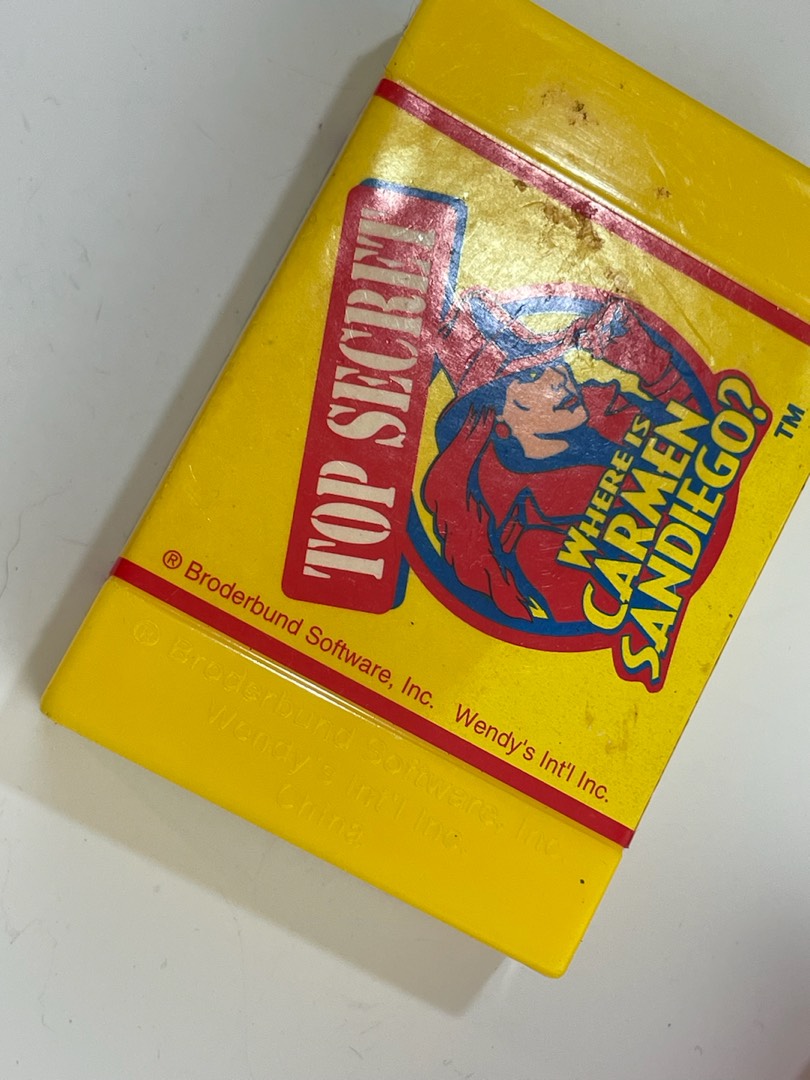 TOP SECRET
WHERE IS
CARMEN
SANDIEGO?
TM
® Broderbund Software, Inc. Wendy's Int'l Inc.
® Broderbund Software, Inc.
Wendy's Int'l Inc.
China